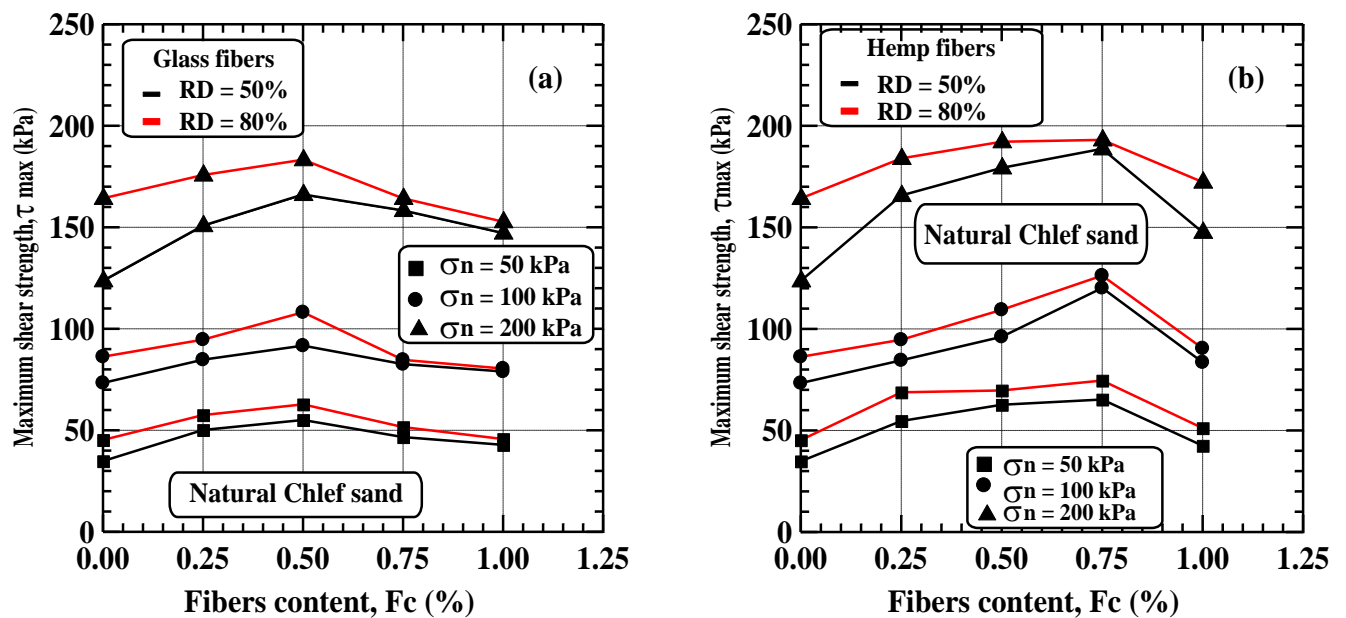 Maximum shear strength,τ max (kPa)
250
200
150
100
50
0
Glass fibers
RD = 50%
RD = 80%
(a)
σn = 50 kPa
σn = 100 kPa
σn = 200 kPa
Natural Chlef sand
0.00 0.25 0.50 0.75 1.00 1.25
Fibers content, Fc (%)
Maximum shear strength, τmax (kPa)
250
200
150
100
50
0
Hemp fibers
RD = 50%
RD = 80%
(b)
Natural Chlef sand
σn = 50 kPa
σn = 100 kPa
σn = 200 kPa
0.00 0.25 0.50 0.75 1.00 1.25
Fibers content, Fc (%)